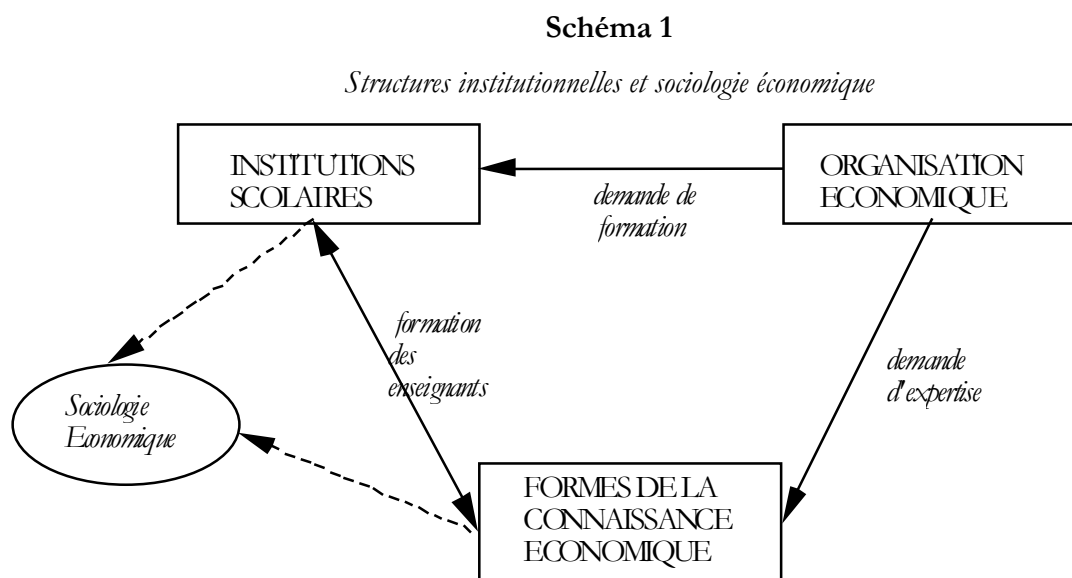 Schéma 1
Structures institutionnelles et sociologie économique
INSTITUTIONS
SCOLAIRES
ORGANISATION
ECONOMIQUE
demande de
formation
formation
des
enseignants
demande
d'expertise
Sociologie
Economique
FORMES DE LA
CONNAISSANCE
ECONOMIQUE